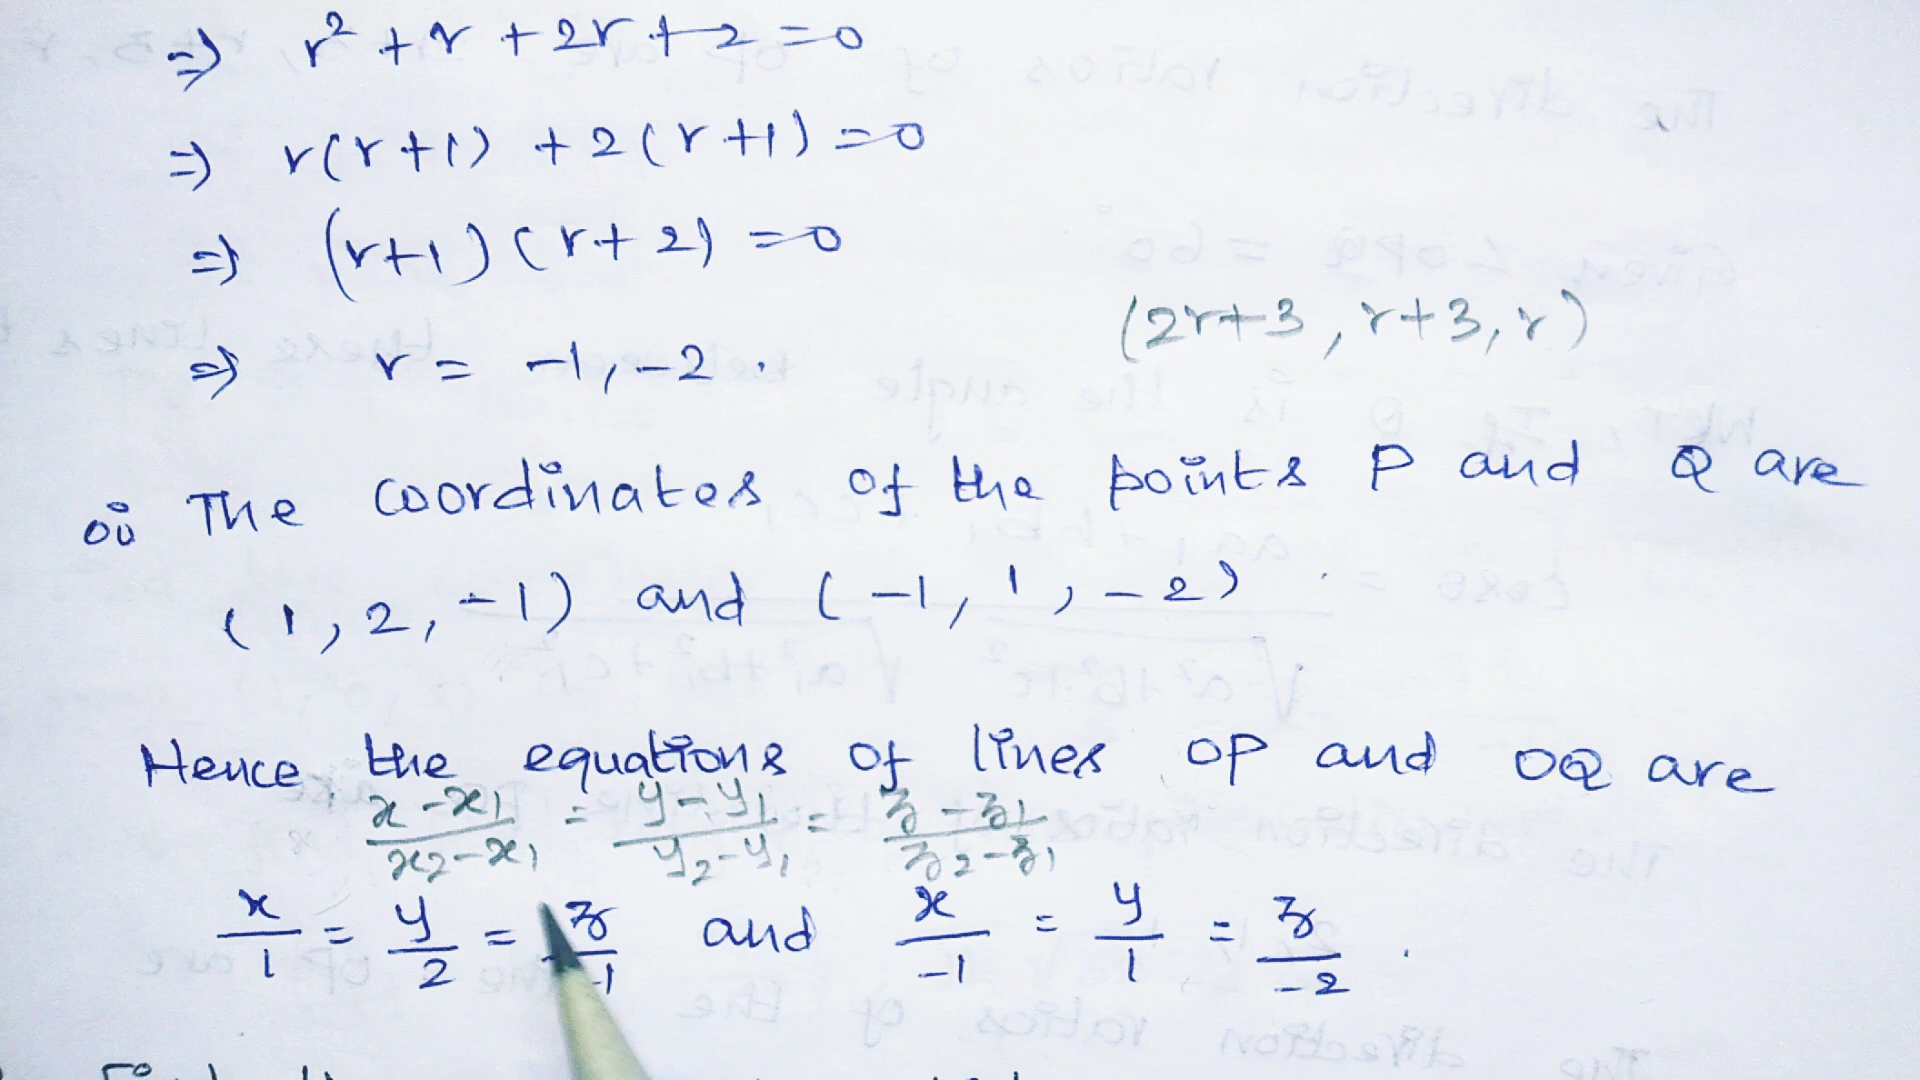 ⇒ r² + r + 2r + 2 = 0
⇒ r(r+1) + 2(r+1) = 0
⇒ (r+1)(r+2) = 0
(2r+3, r+3, r)
⇒ r = -1, -2.
∴ The coordinates of the points P and Q are
(1, 2, -1) and (-1, 1, -2)
Hence the equations of lines OP and OQ are
x-x₁/x₂-x₁ = y-y₁/y₂-y₁ = z-z₁/z₂-z₁
x/1 = y/2 = z/-1 and x/-1 = y/1 = z/-2.